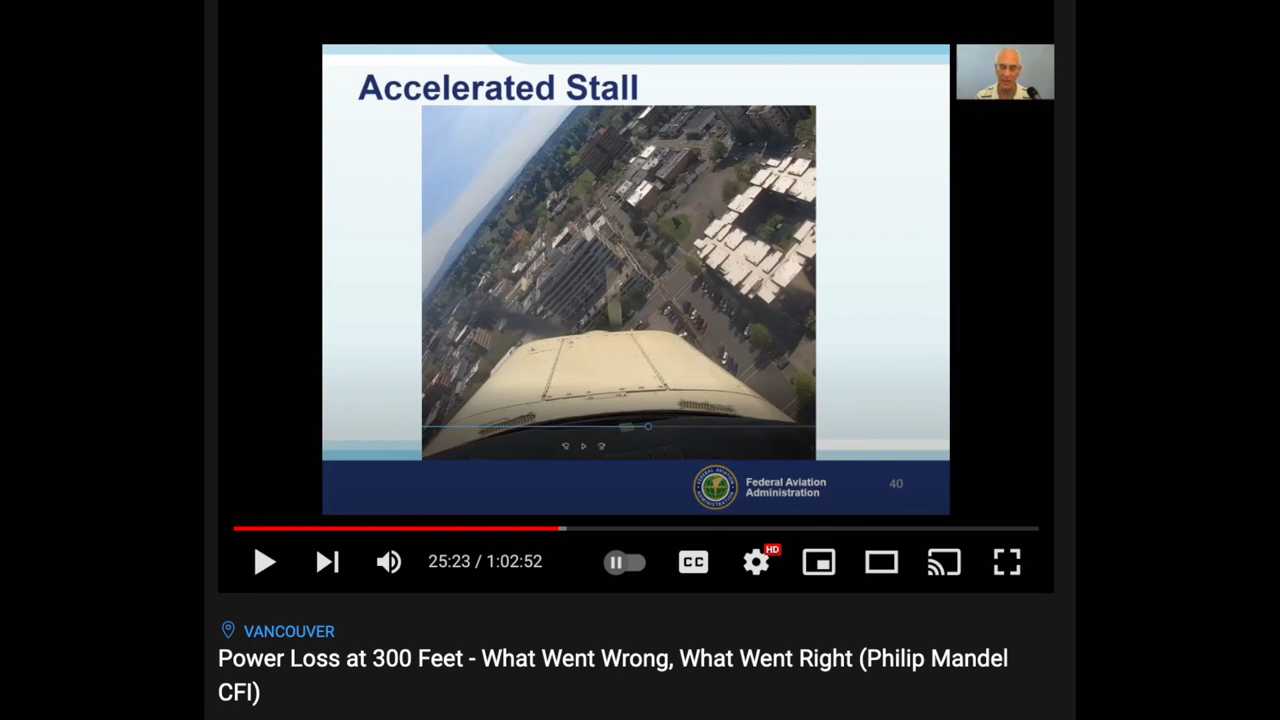 Accelerated Stall
Federal Aviation
Administration
40
25:23 / 1:02:52
CC
HD
VANCOUVER
Power Loss at 300 Feet - What Went Wrong, What Went Right (Philip Mandel
CFI)